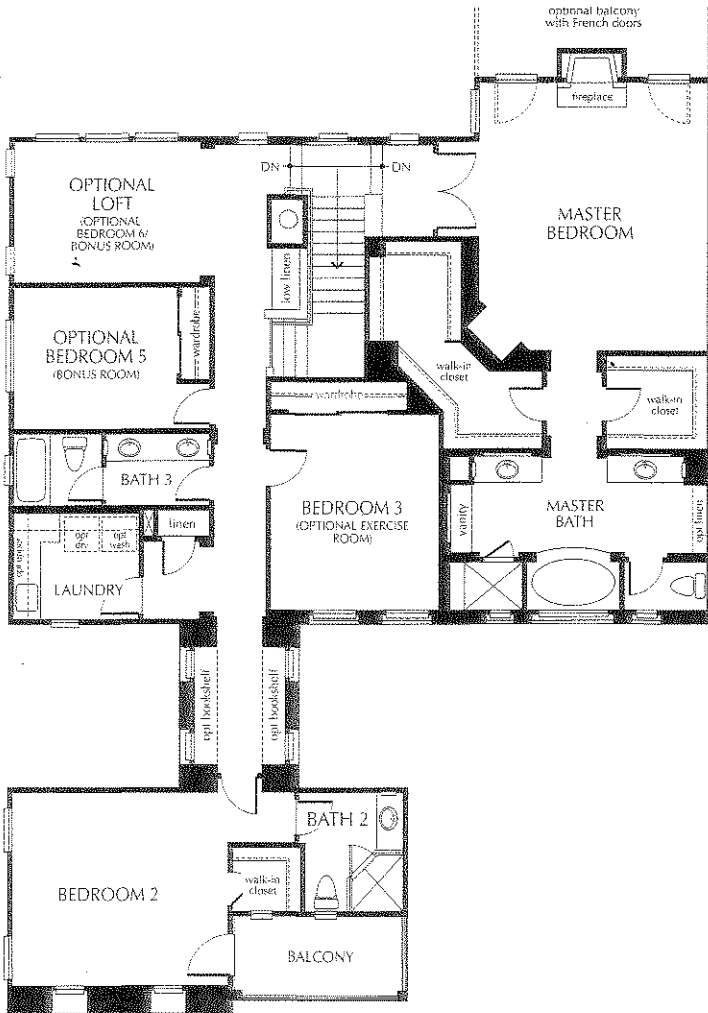 optional balcony
with French doors
fireplace
DN
DN
OPTIONAL
LOFT
(OPTIONAL
BEDROOM 6/
BONUS ROOM)
MASTER
BEDROOM
low linen
OPTIONAL
BEDROOM 5
(BONUS ROOM)
wardrobe
walk-in
closet
wardrobe
walk-in
closet
BATH 3
BEDROOM 3
(OPTIONAL EXERCISE
ROOM)
MASTER
BATH
vanity
opt linen
linen
opt
dry
opt
wash
LAUNDRY
opt bookshelf
opt bookshelf
BATH 2
BEDROOM 2
walk-in
closet
BALCONY